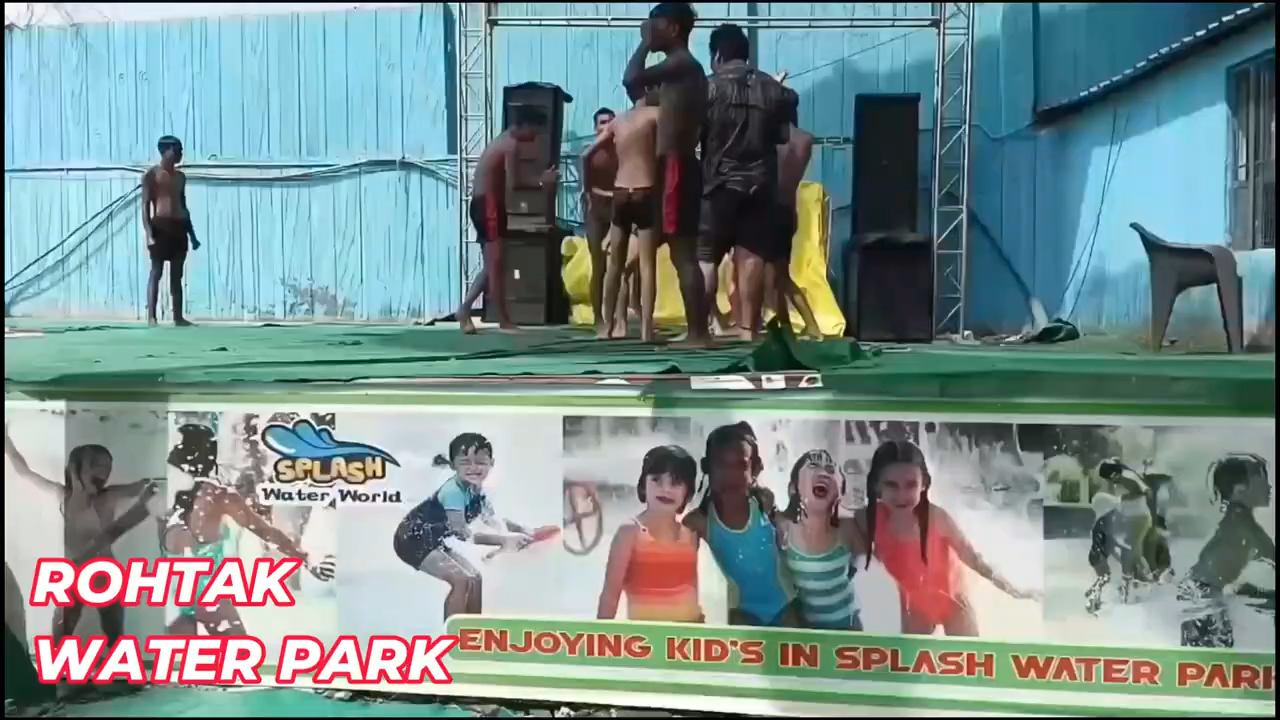 SPLASH
Water World
ROHTAK
WATER PARK
ENJOYING KID'S IN SPLASH WATER PARK